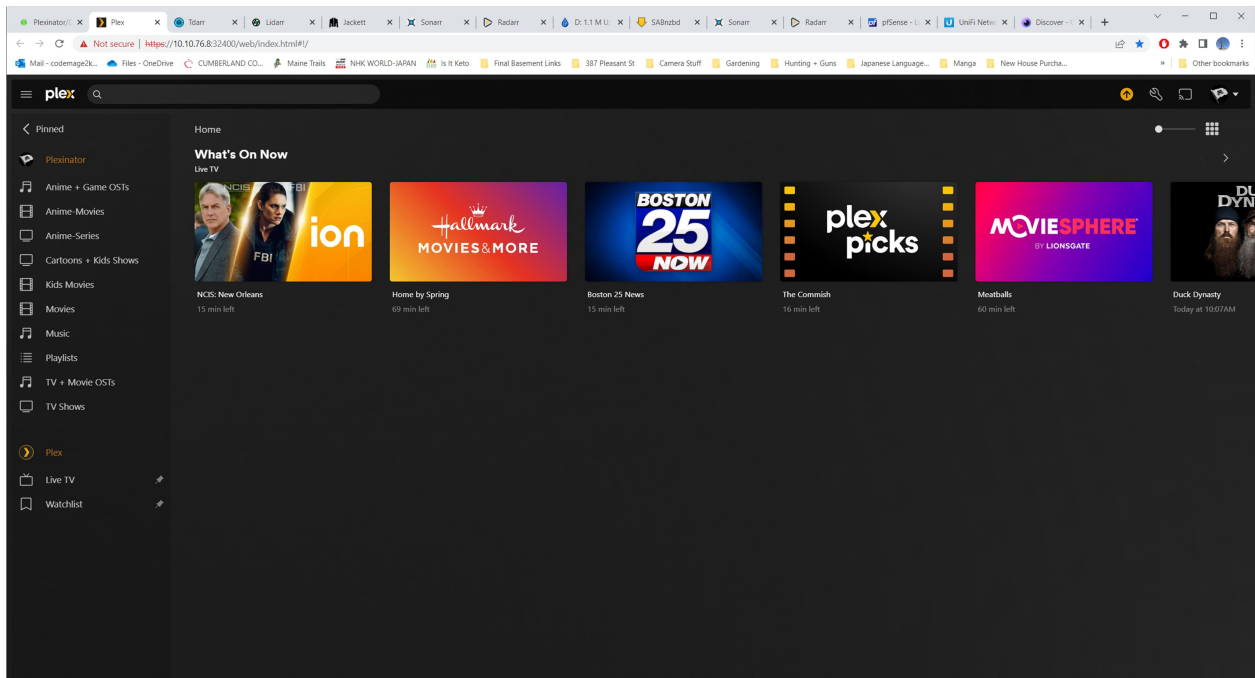 Plexinator/
Plex
Tdarr
Lidarr
Jackett
Sonarr
Radarr
D: 1.1 M U:
SABnzbd
Sonarr
Radarr
pfSense - L
UniFi Netw
Discover -
Not secure | https://10.10.76.8:32400/web/index.html#!/
Mail - codemage2k... Files - OneDrive CUMBERLAND CO... Maine Trails NHK WORLD-JAPAN Is It Keto Final Basement Links 387 Pleasant St Camera Stuff Gardening Hunting + Guns Japanese Language... Manga New House Purcha... » Other bookmarks
plex
Pinned
Plexinator
Anime + Game OSTs
Anime-Movies
Anime-Series
Cartoons + Kids Shows
Kids Movies
Movies
Music
Playlists
TV + Movie OSTs
TV Shows
Plex
Live TV
Watchlist
Home
What's On Now
Live TV
NCIS FBI
FBI
ion
NCIS: New Orleans
15 min left
Hallmark
MOVIES&MORE
Home by Spring
69 min left
BOSTON
25
NOW
Boston 25 News
15 min left
plex
picks
The Commish
16 min left
MOVIESPHERE
BY LIONSGATE
Meatballs
60 min left
DU
DYN
Duck Dynasty
Today at 10:07AM